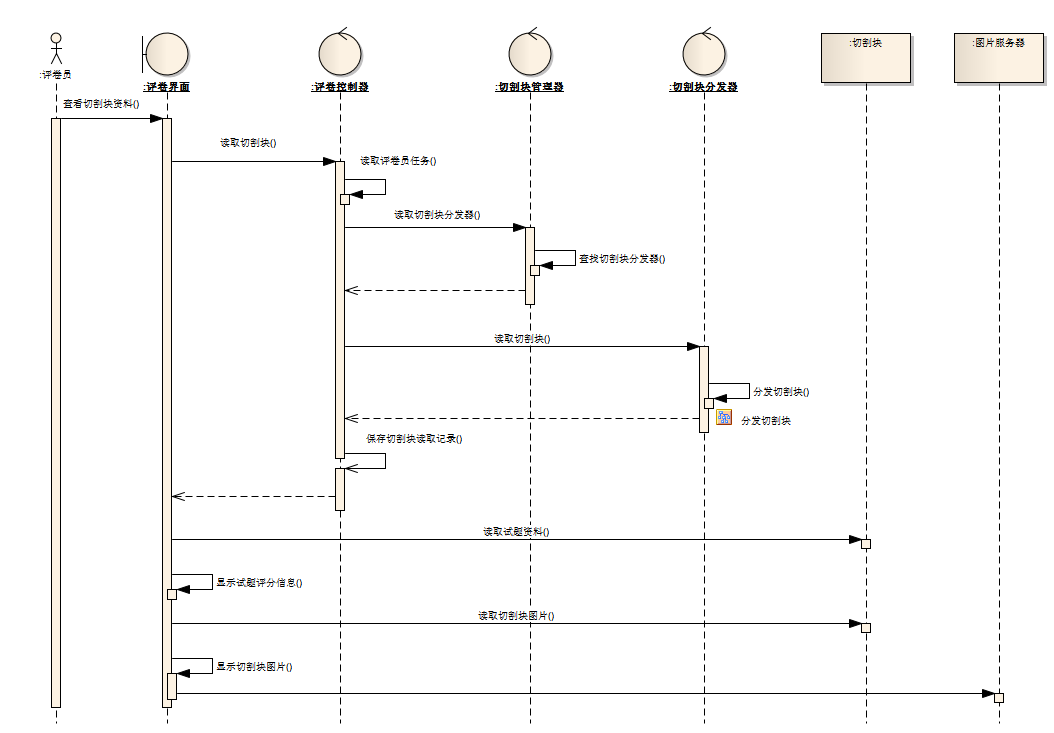 :评卷员
:评卷界面
:评卷控制器
:切割块管理器
:切割块分发器
:切割块
:图片服务器
查看切割块资料()
读取切割块()
读取评卷员任务()
读取切割块分发器()
查找切割块分发器()
读取切割块()
分发切割块()
分发切割块
保存切割块读取记录()
读取试题资料()
显示试题评分信息()
读取切割块图片()
显示切割块图片()